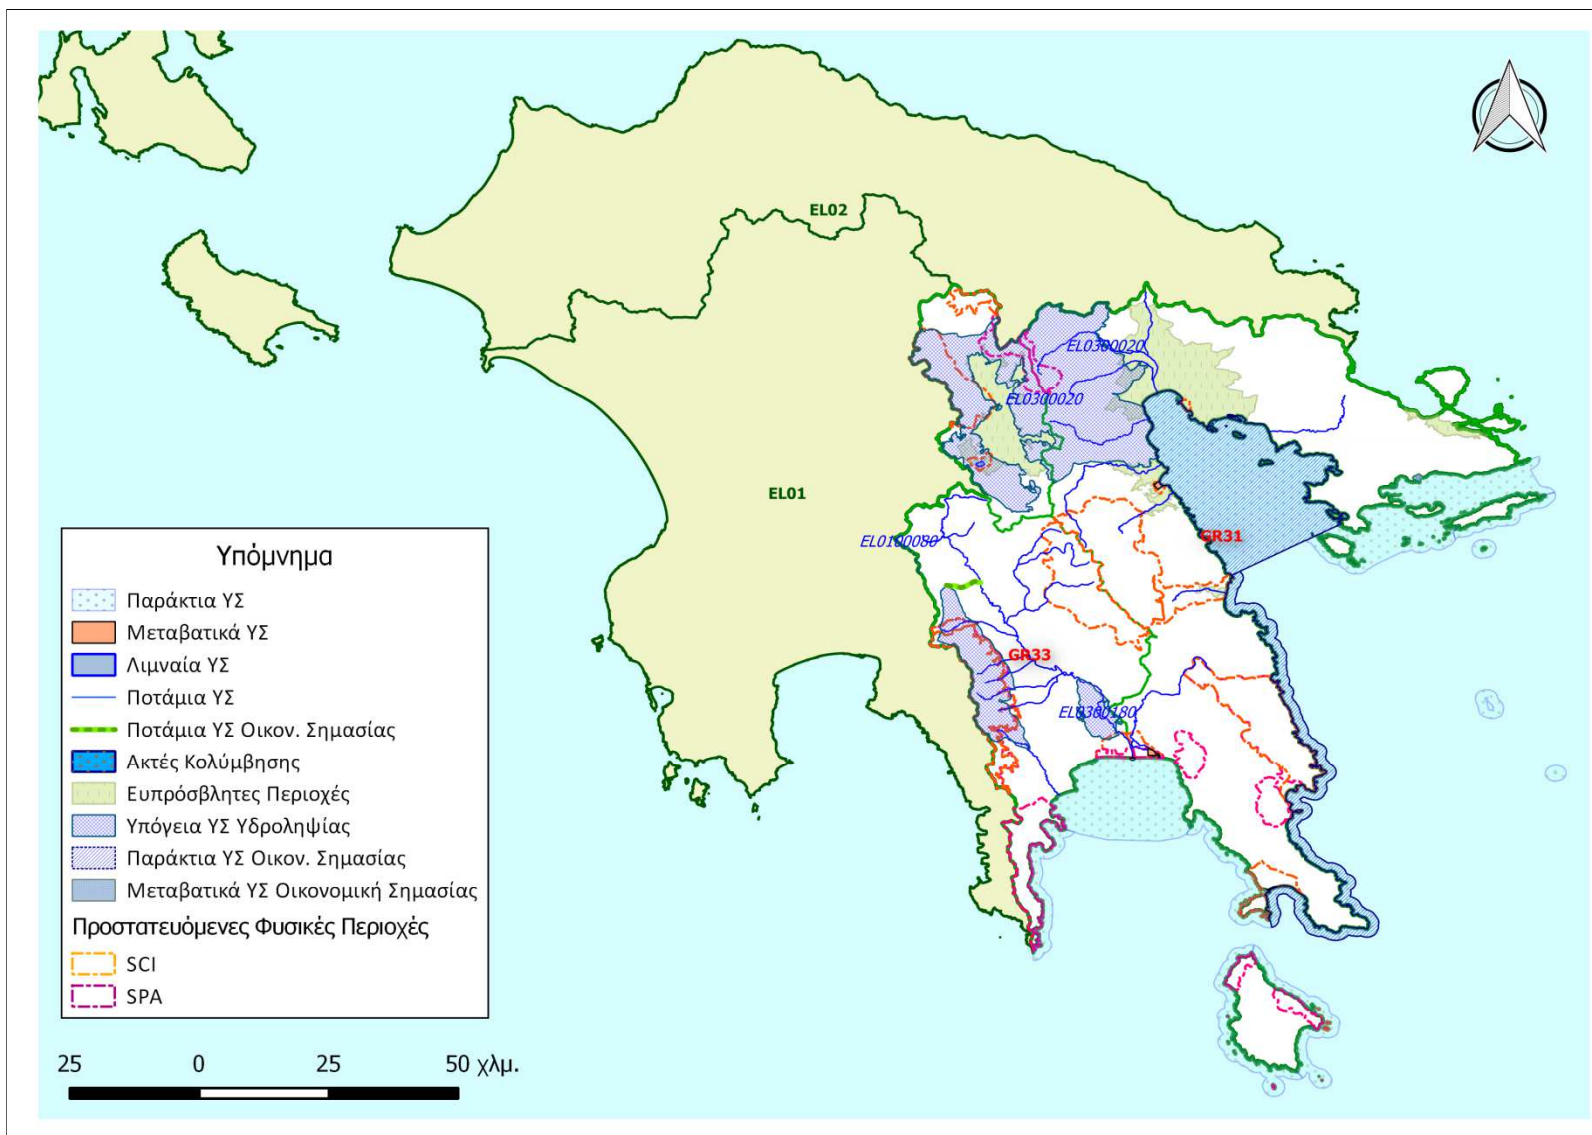 EL02
EL0300020
EL0300020
EL01
EL0100080
GR31
GR33
EL0300180
Υπόμνημα
Παράκτια ΥΣ
Μεταβατικά ΥΣ
Λιμναία ΥΣ
Ποτάμια ΥΣ
Ποτάμια ΥΣ Οικον. Σημασίας
Ακτές Κολύμβησης
Ευπρόσβλητες Περιοχές
Υπόγεια ΥΣ Υδροληψίας
Παράκτια ΥΣ Οικον. Σημασίας
Μεταβατικά ΥΣ Οικονομική Σημασίας
Προστατευόμενες Φυσικές Περιοχές
SCI
SPA
25 0 25 50 χλμ.